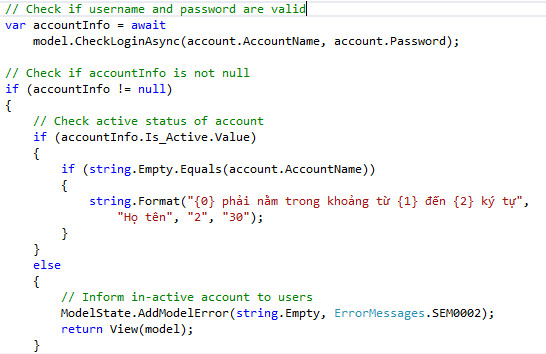 // Check if username and password are valid
var accountInfo = await
model.CheckLoginAsync(account.AccountName, account.Password);
// Check if accountInfo is not null
if (accountInfo != null)
{
// Check active status of account
if (accountInfo.Is_Active.Value)
{
if (string.Empty.Equals(account.AccountName))
{
string.Format("{0} phải nằm trong khoảng từ {1} đến {2} ký tự",
"Họ tên", "2", "30");
}
}
else
{
// Inform in-active account to users
ModelState.AddModelError(string.Empty, ErrorMessages.SEM0002);
return View(model);
}